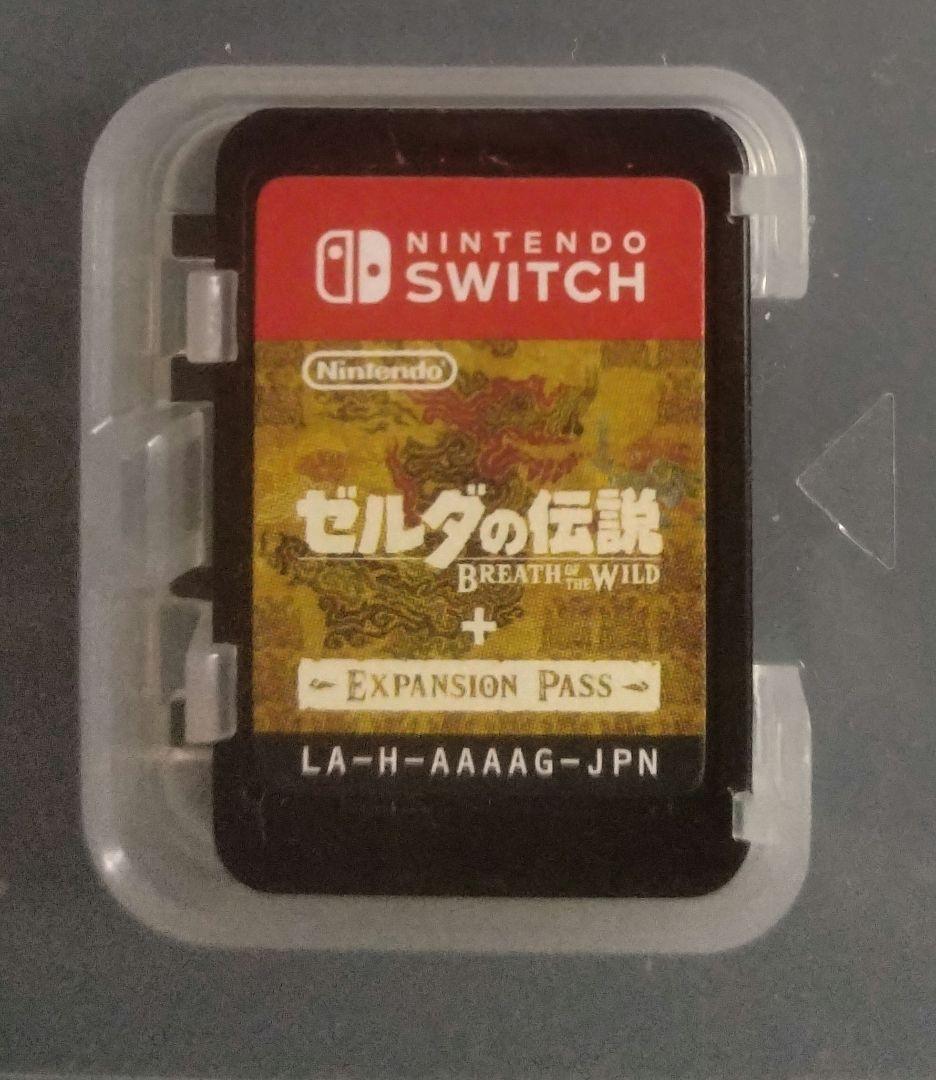 NINTENDO
SWITCH
Nintendo
ゼルダの伝説
BREATH OF THE WILD
+
EXPANSION PASS
LA-H-AAAAG-JPN